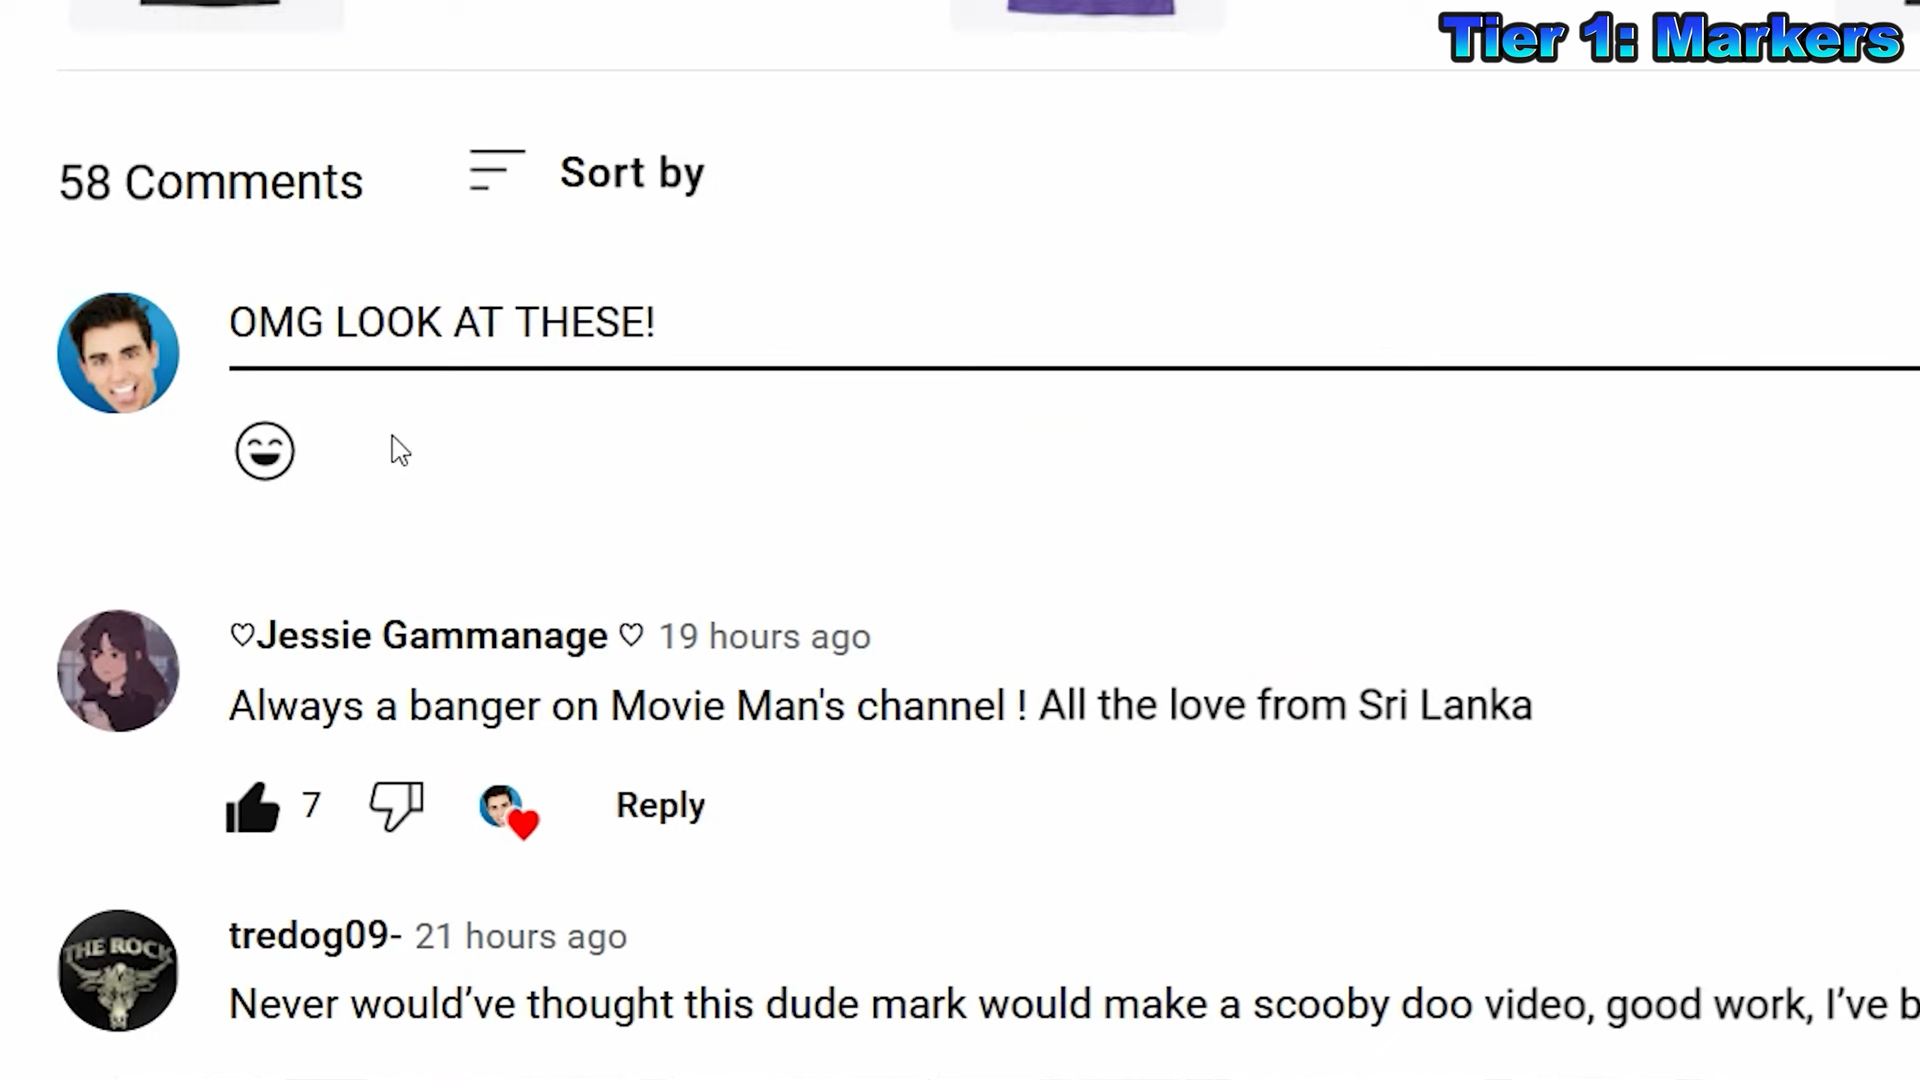 Tier 1: Markers
58 Comments
Sort by
OMG LOOK AT THESE!
♡Jessie Gammanage ♡ 19 hours ago
Always a banger on Movie Man's channel ! All the love from Sri Lanka
7
Reply
THE ROCK
tredog09- 21 hours ago
Never would’ve thought this dude mark would make a scooby doo video, good work, I’ve b